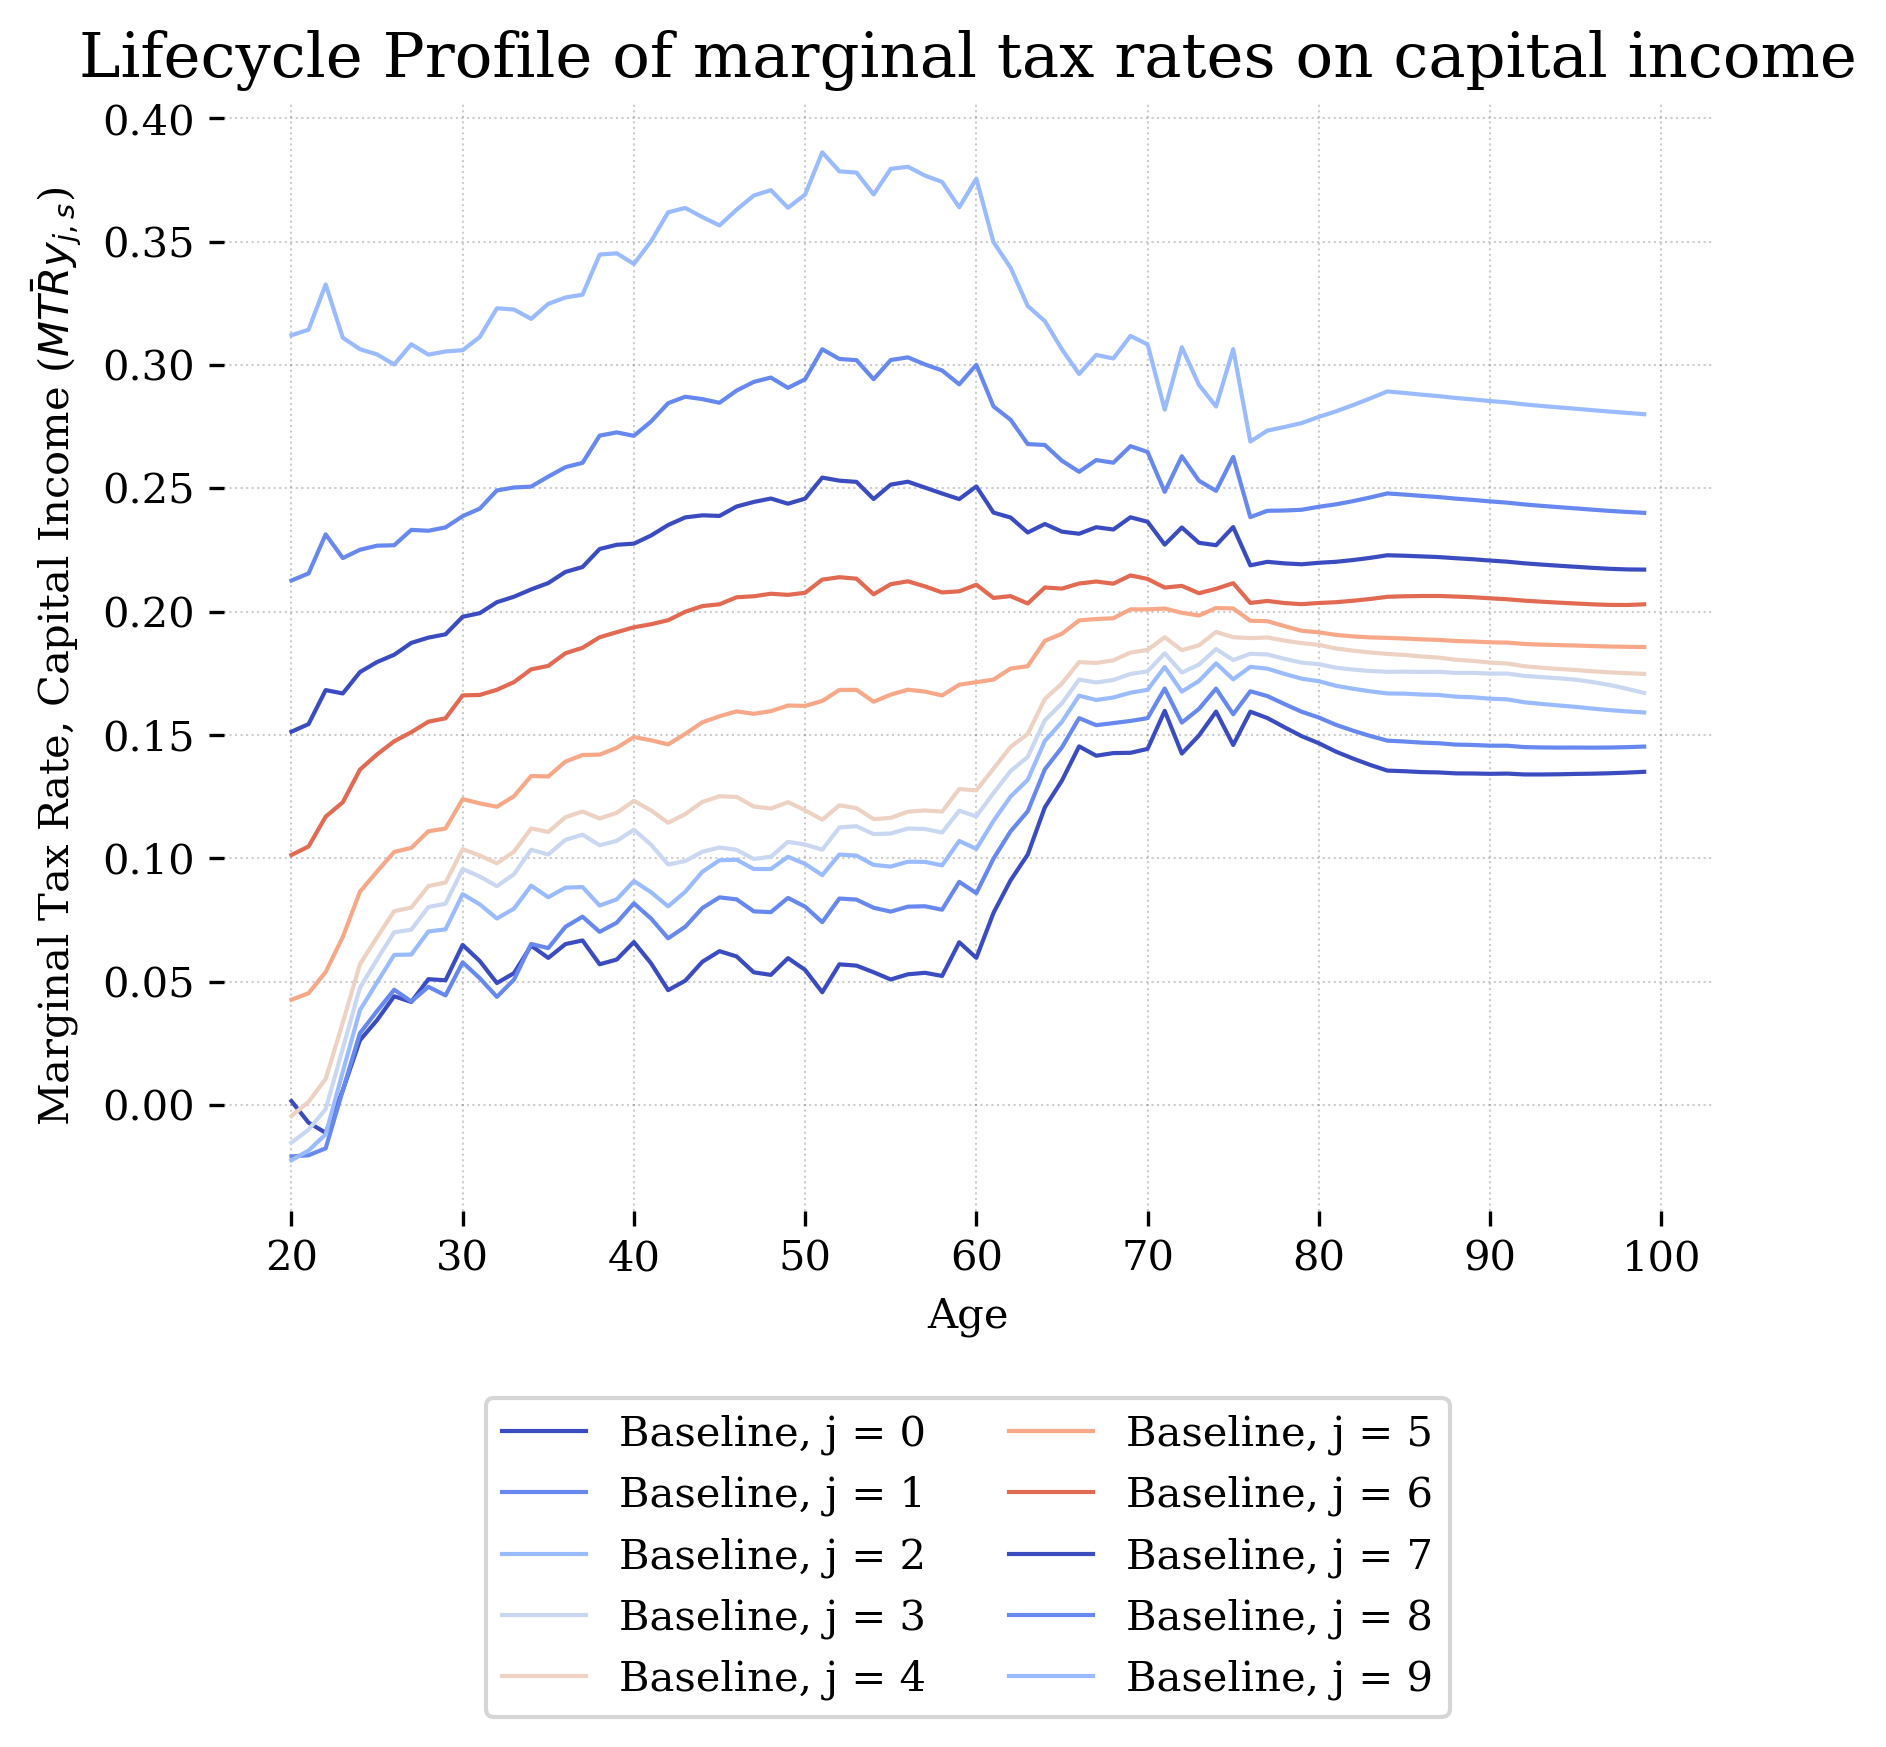 Lifecycle Profile of marginal tax rates on capital income
Marginal Tax Rate, Capital Income (MT̄Ry_{j,s})
0.40
0.35
0.30
0.25
0.20
0.15
0.10
0.05
0.00
20 30 40 50 60 70 80 90 100
Age
Baseline, j = 0
Baseline, j = 1
Baseline, j = 2
Baseline, j = 3
Baseline, j = 4
Baseline, j = 5
Baseline, j = 6
Baseline, j = 7
Baseline, j = 8
Baseline, j = 9